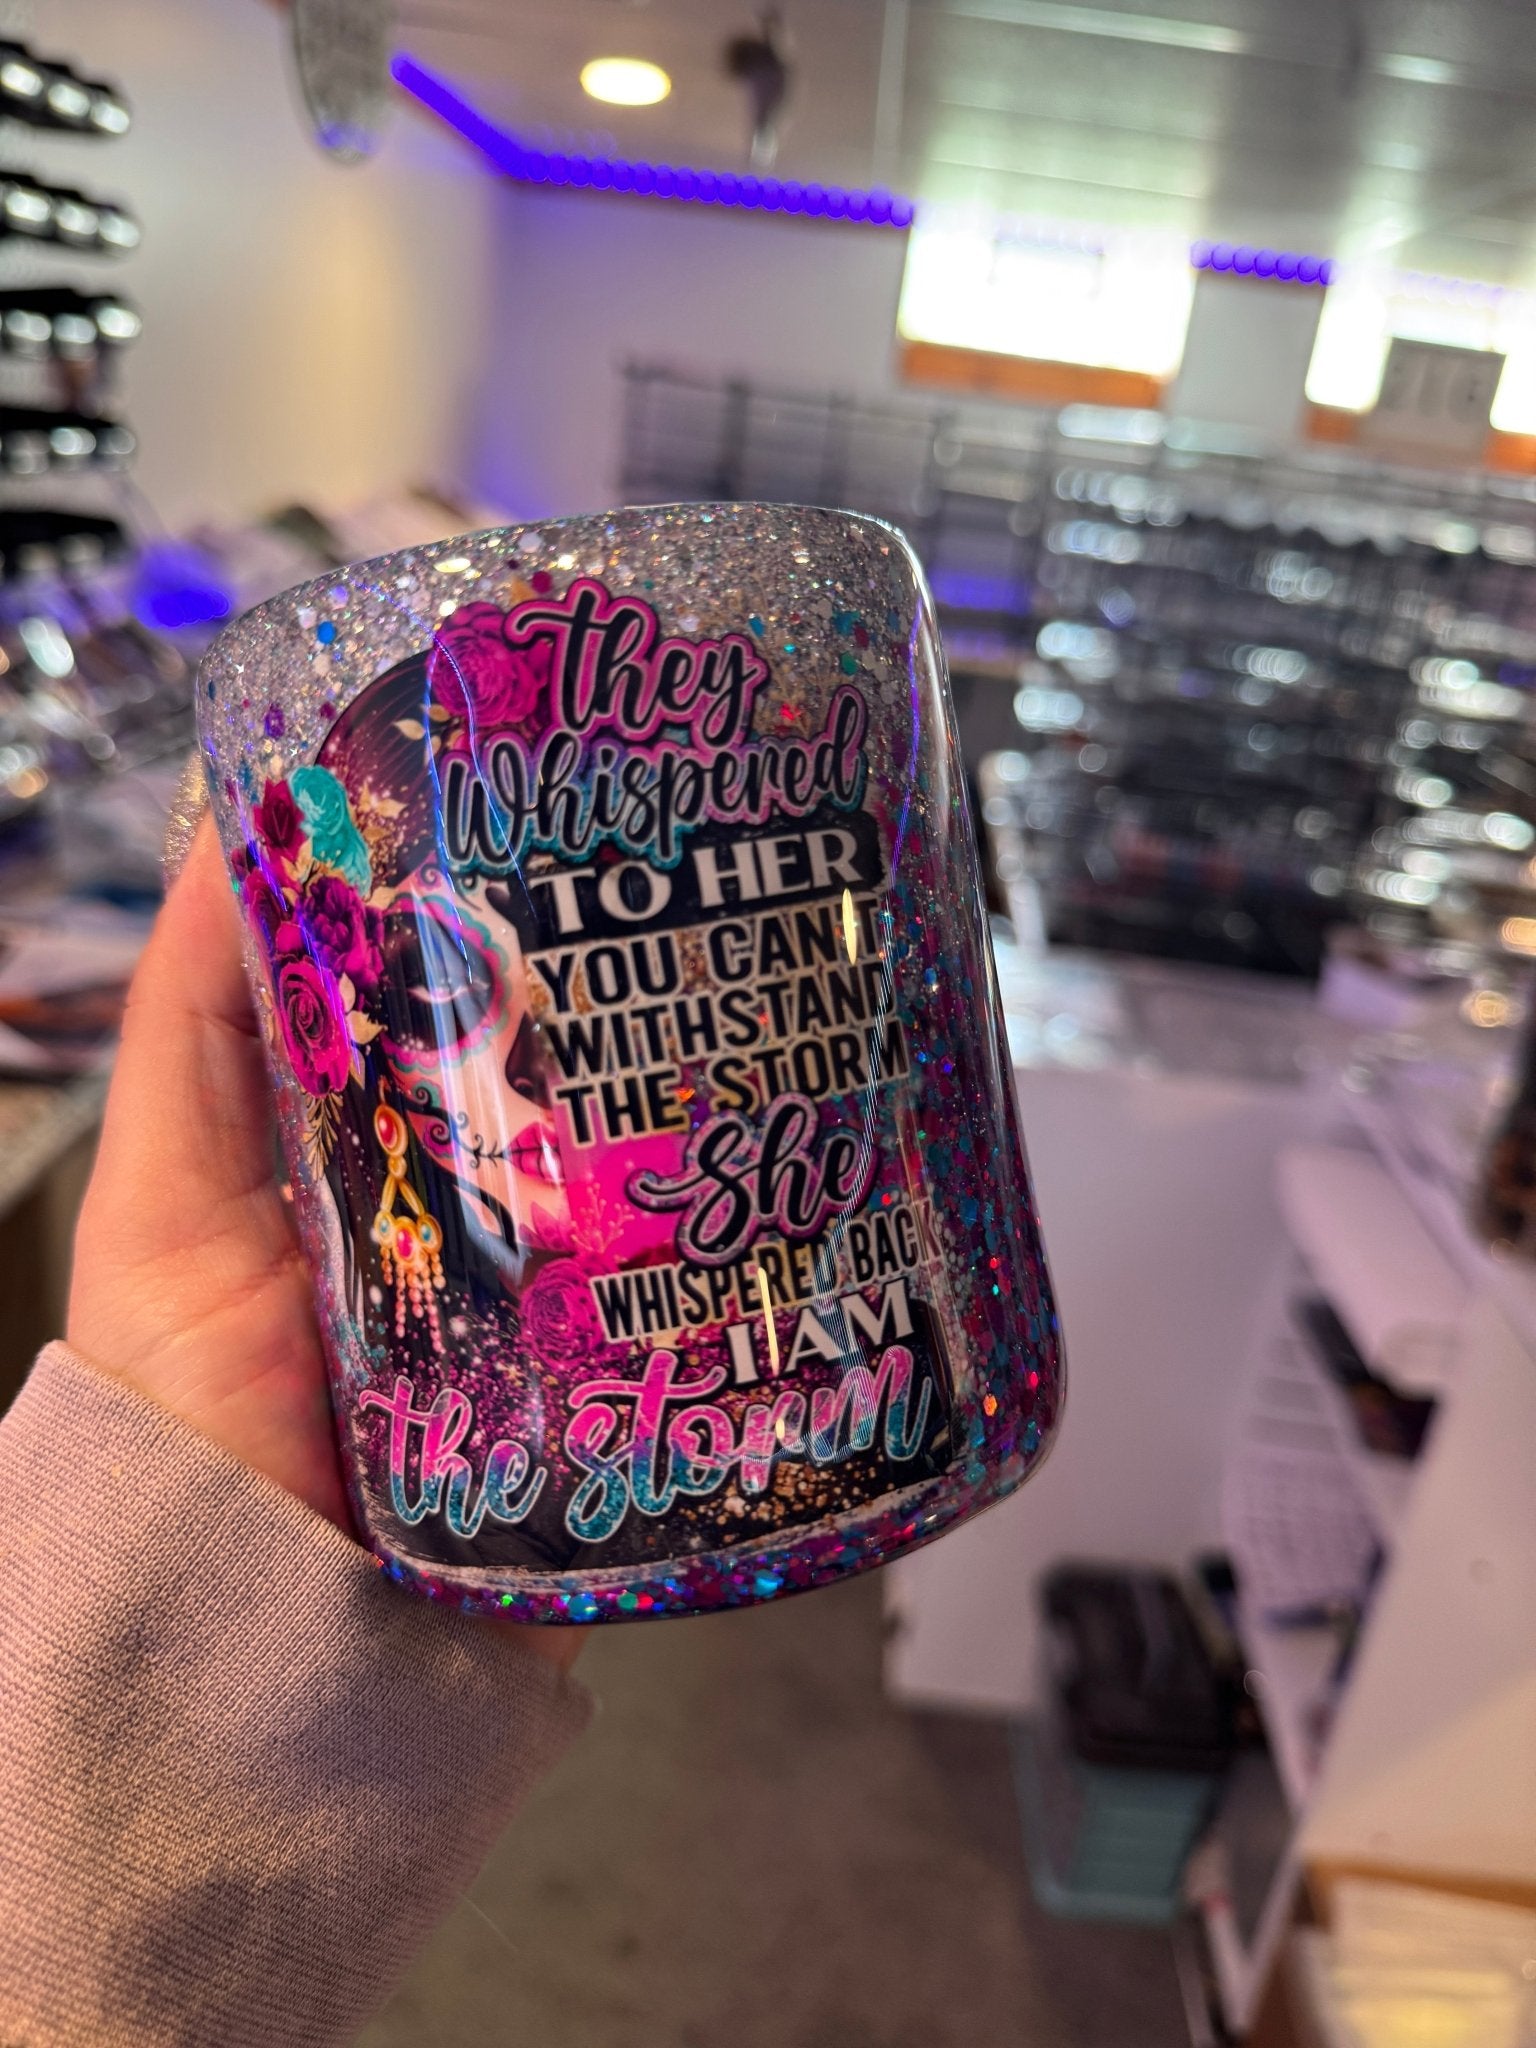 they
whispered
TO HER
YOU CAN'T
WITHSTAND
THE STORM
she
WHISPERED BACK
I AM
the storm